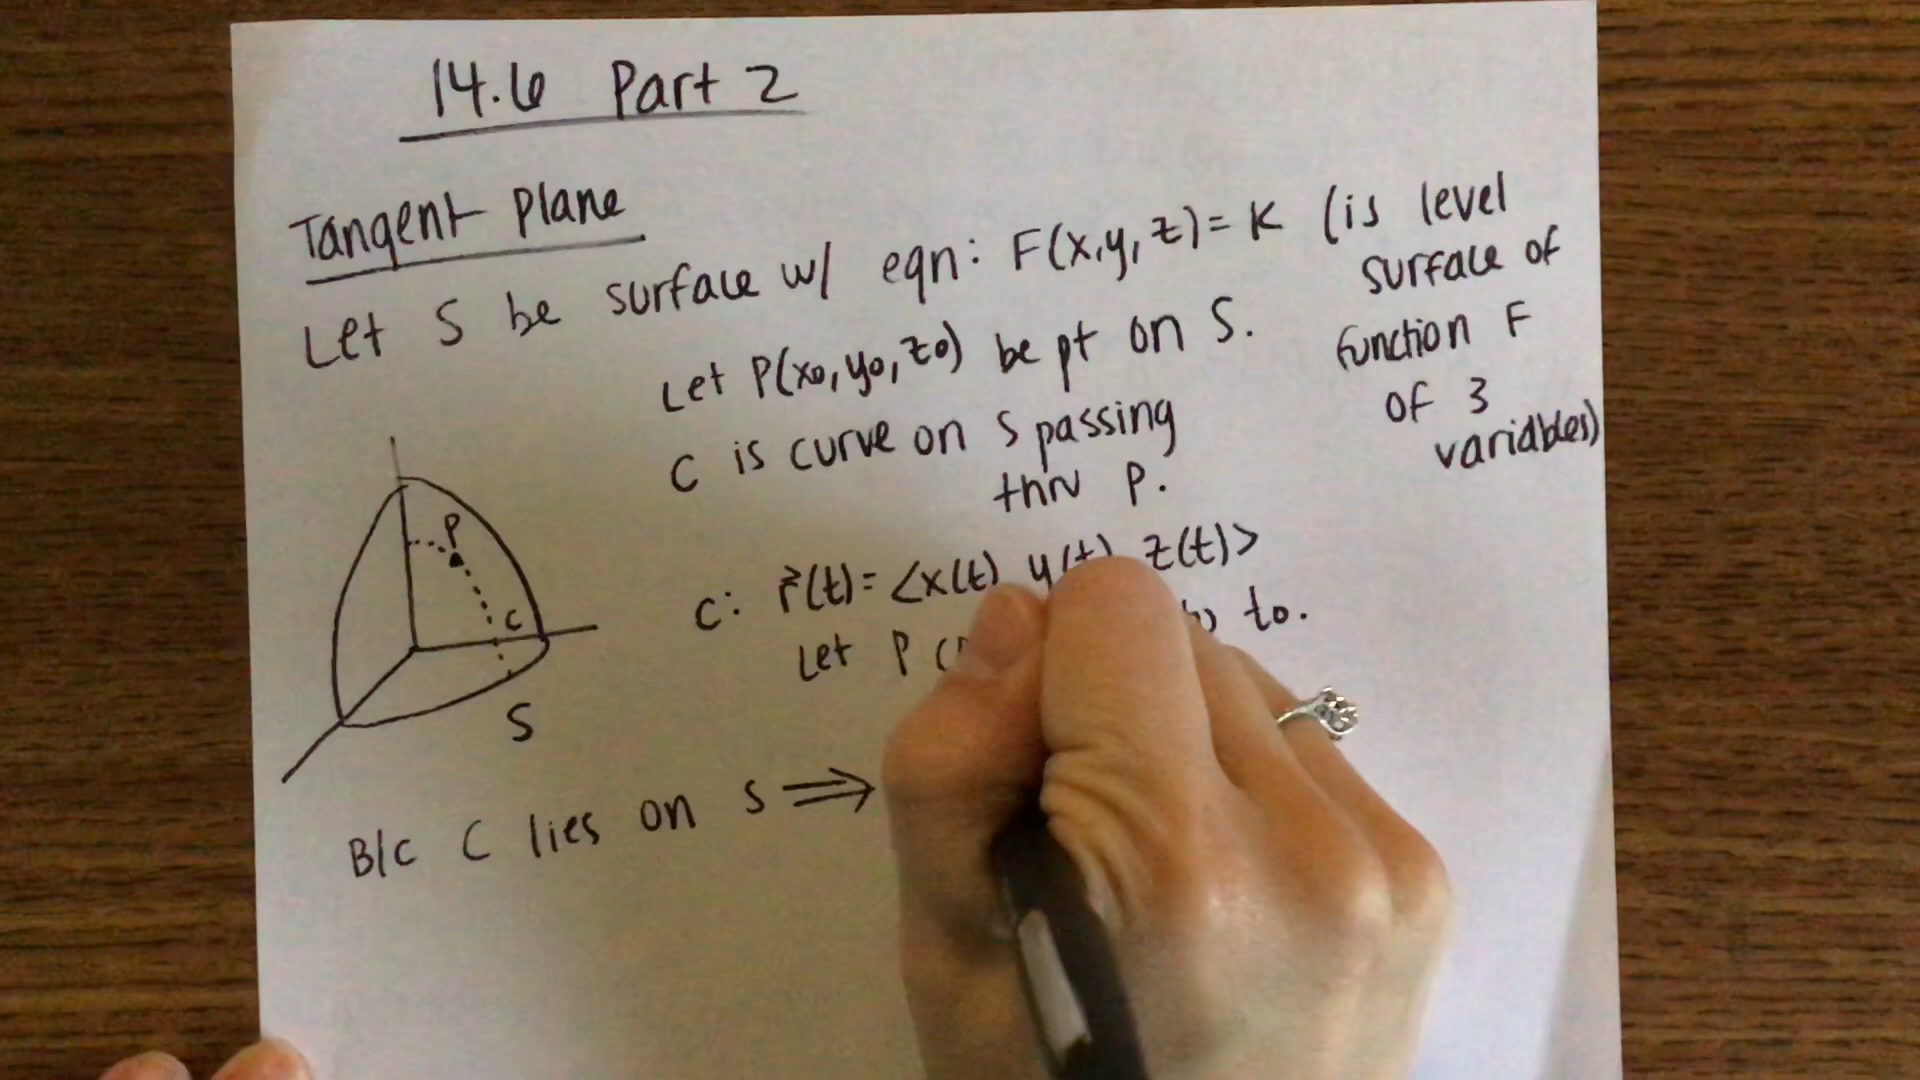 14.6 Part 2
Tangent Plane
Let S be surface w/ eqn: F(x,y,z)=K (is level
surface of
function F
of 3
variables)
Let P(x0,y0,z0) be pt on S.
C is curve on S passing
thru P.
P
C
S
C: r⃗(t)=<x(t) y(t) z(t)>
Let P to.
B/c C lies on S ⟹